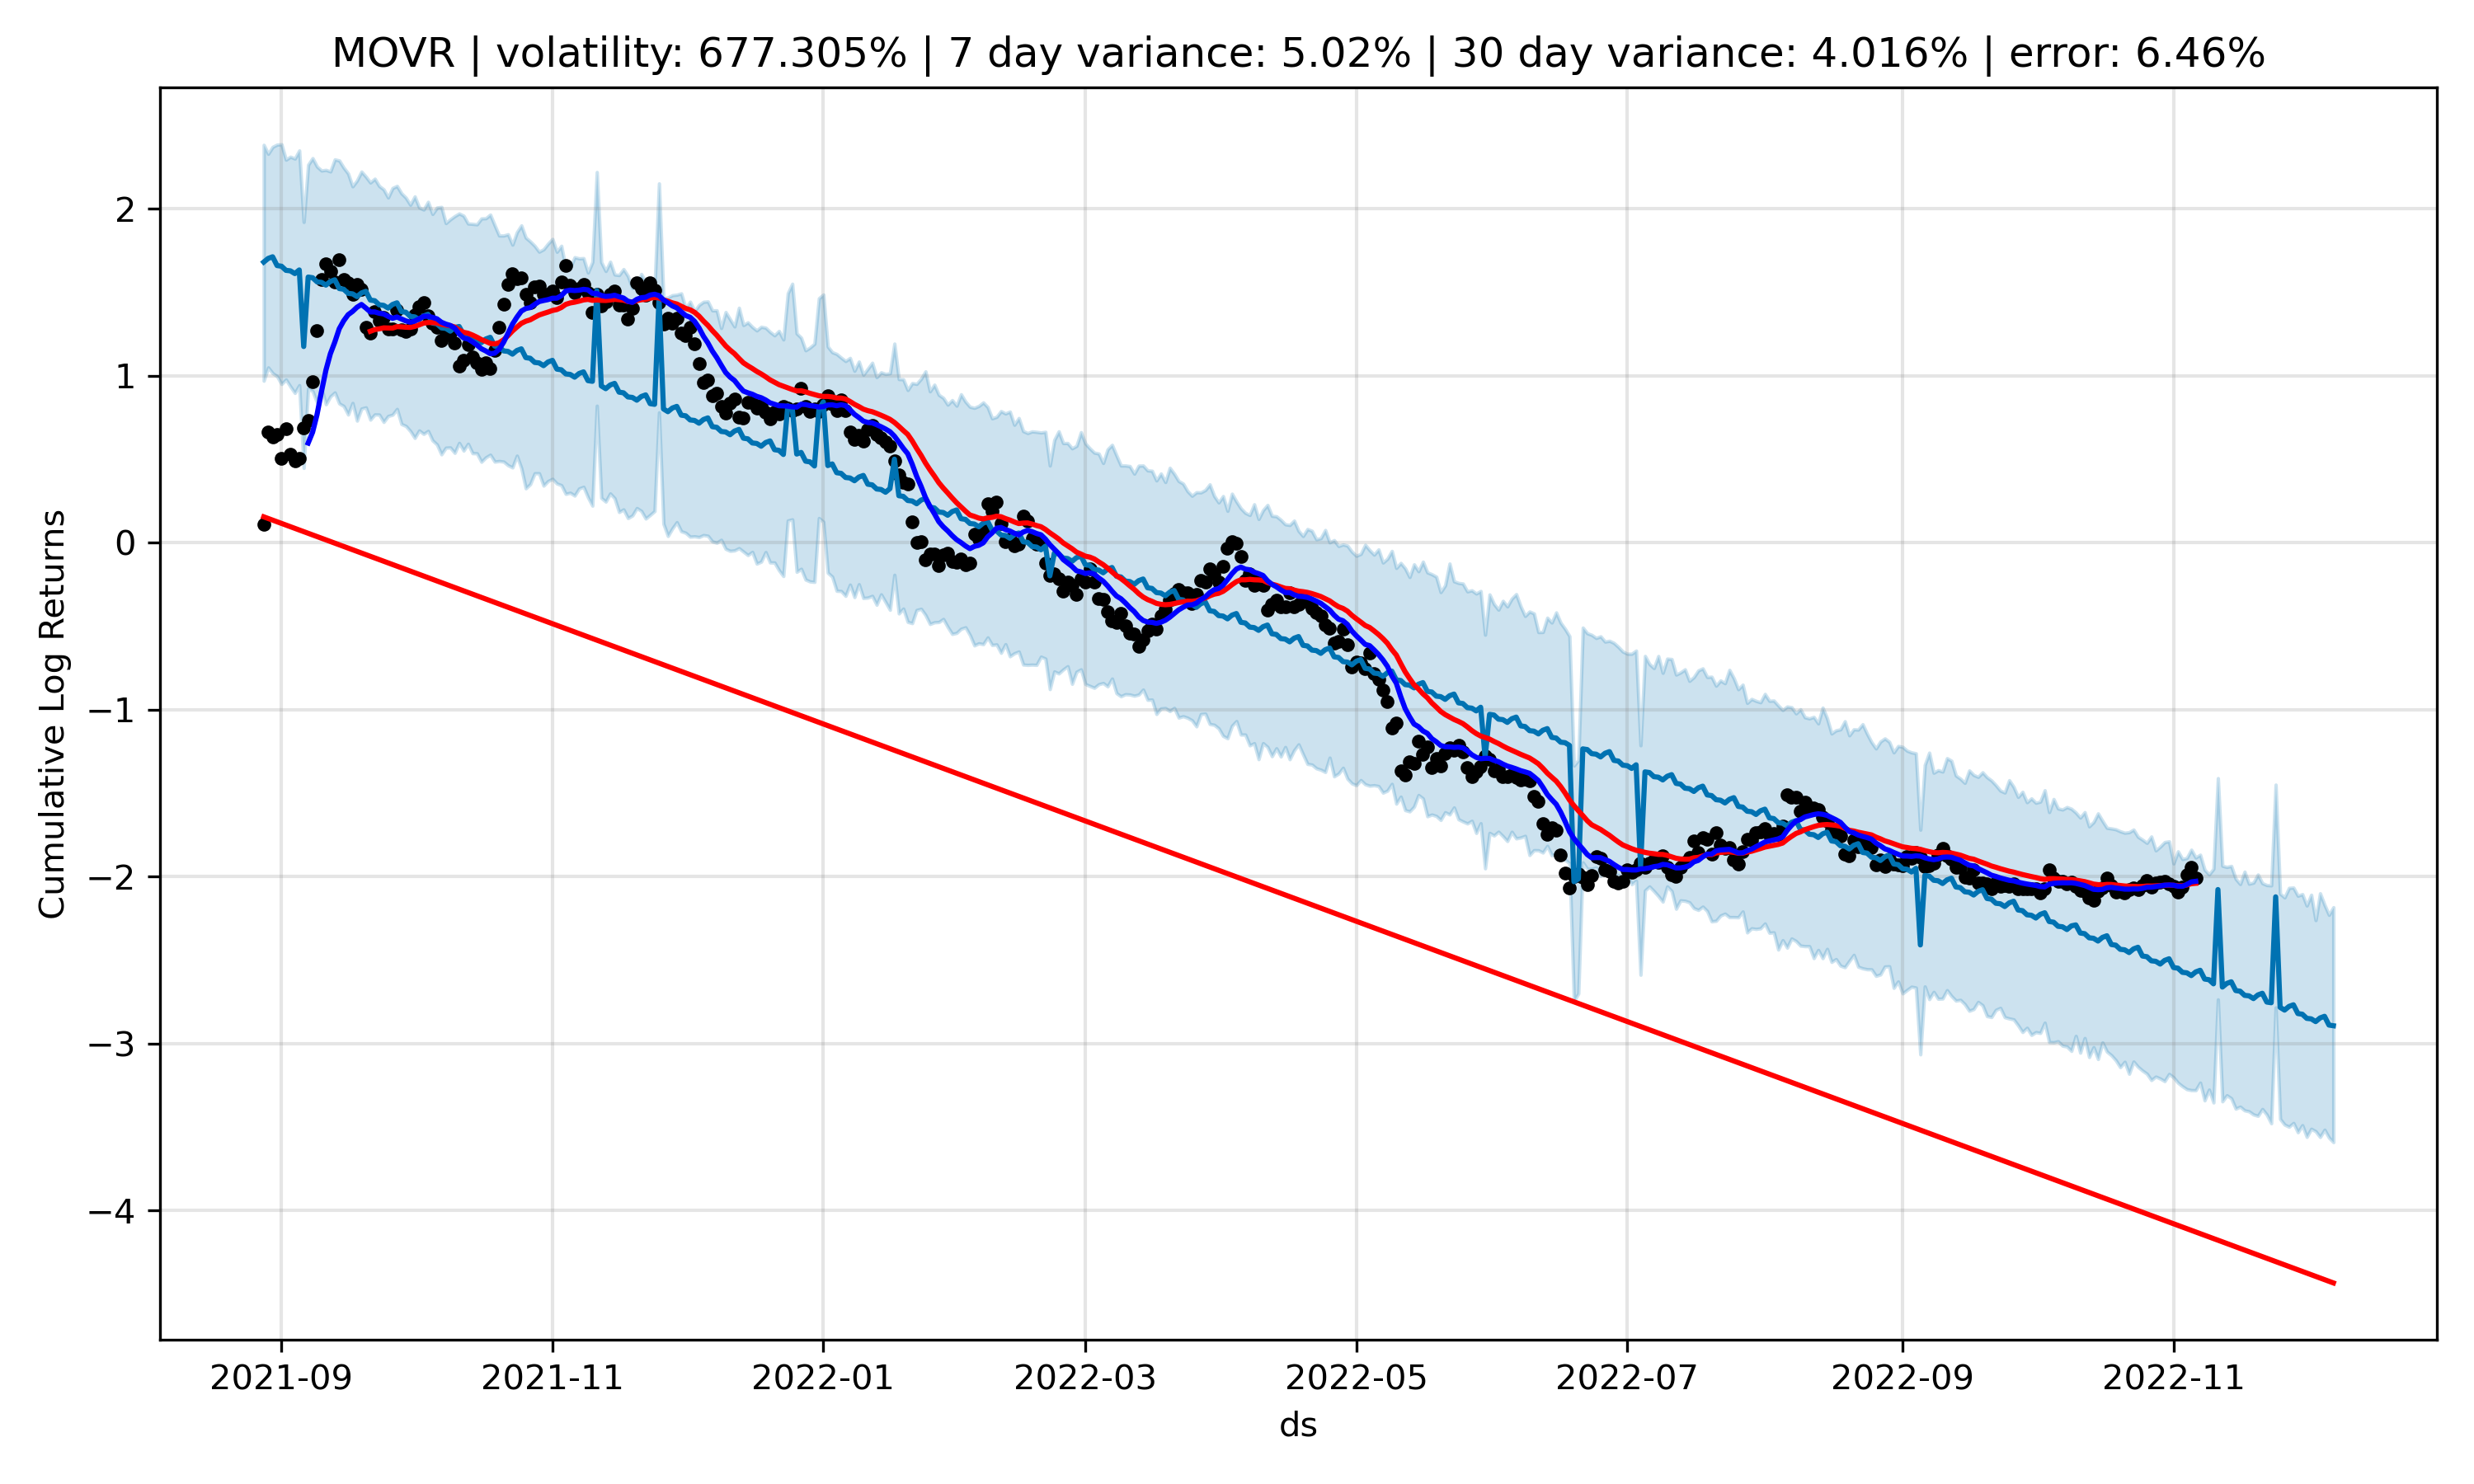 MOVR | volatility: 677.305% | 7 day variance: 5.02% | 30 day variance: 4.016% | error: 6.46%
Cumulative Log Returns
2
1
0
−1
−2
−3
−4
2021-09 2021-11 2022-01 2022-03 2022-05 2022-07 2022-09 2022-11
ds